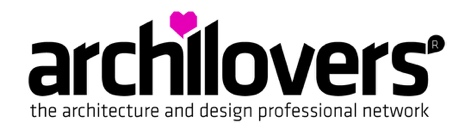 archilovers®
the architecture and design professional network